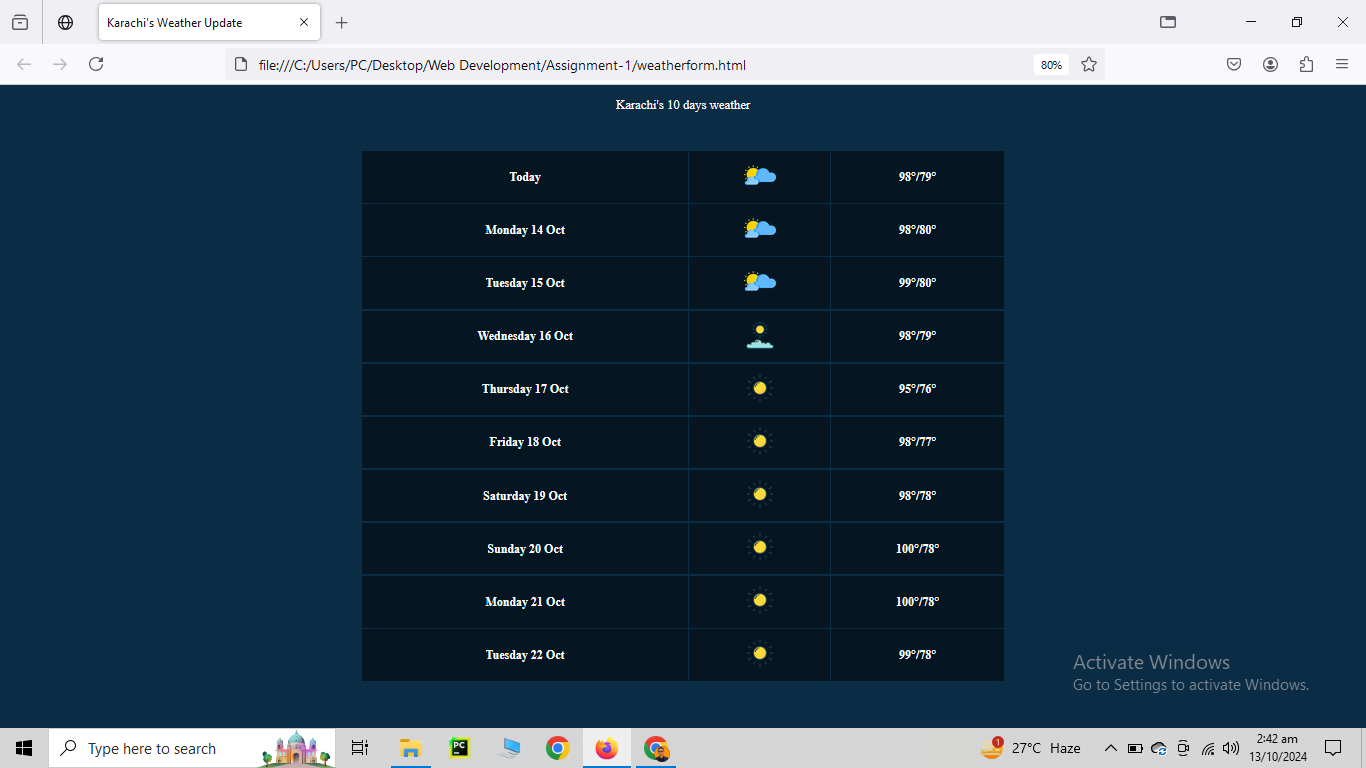 Karachi's Weather Update
file:///C:/Users/PC/Desktop/Web Development/Assignment-1/weatherform.html
80%
Karachi's 10 days weather
Today 98°/79°
Monday 14 Oct 98°/80°
Tuesday 15 Oct 99°/80°
Wednesday 16 Oct 98°/79°
Thursday 17 Oct 95°/76°
Friday 18 Oct 98°/77°
Saturday 19 Oct 98°/78°
Sunday 20 Oct 100°/78°
Monday 21 Oct 100°/78°
Tuesday 22 Oct 99°/78°
Activate Windows
Go to Settings to activate Windows.
Type here to search
PC
1
27°C Haze
2:42 am
13/10/2024